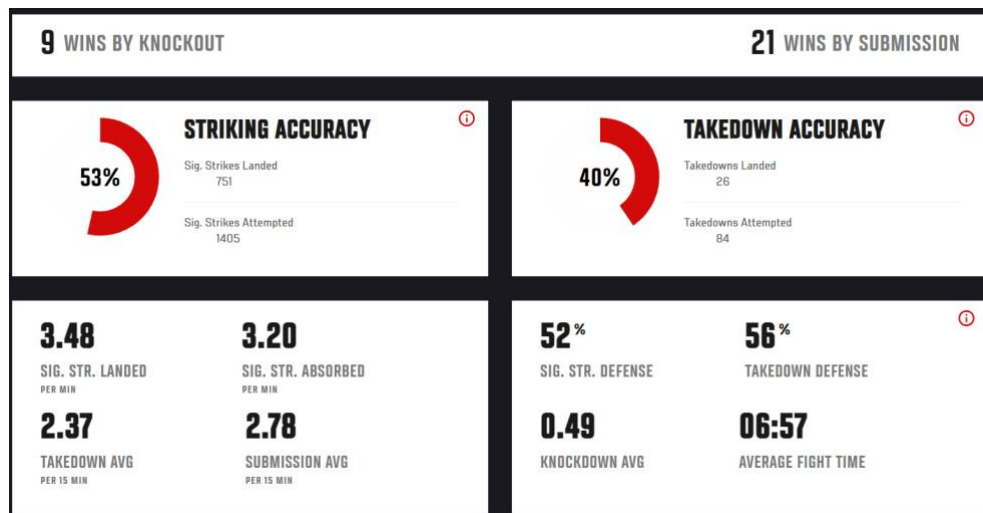 9 WINS BY KNOCKOUT
21 WINS BY SUBMISSION
53%
STRIKING ACCURACY
Sig. Strikes Landed
751
Sig. Strikes Attempted
1405
40%
TAKEDOWN ACCURACY
Takedowns Landed
26
Takedowns Attempted
84
3.48
SIG. STR. LANDED
PER MIN
3.20
SIG. STR. ABSORBED
PER MIN
2.37
TAKEDOWN AVG
PER 15 MIN
2.78
SUBMISSION AVG
PER 15 MIN
52%
SIG. STR. DEFENSE
56%
TAKEDOWN DEFENSE
0.49
KNOCKDOWN AVG
06:57
AVERAGE FIGHT TIME